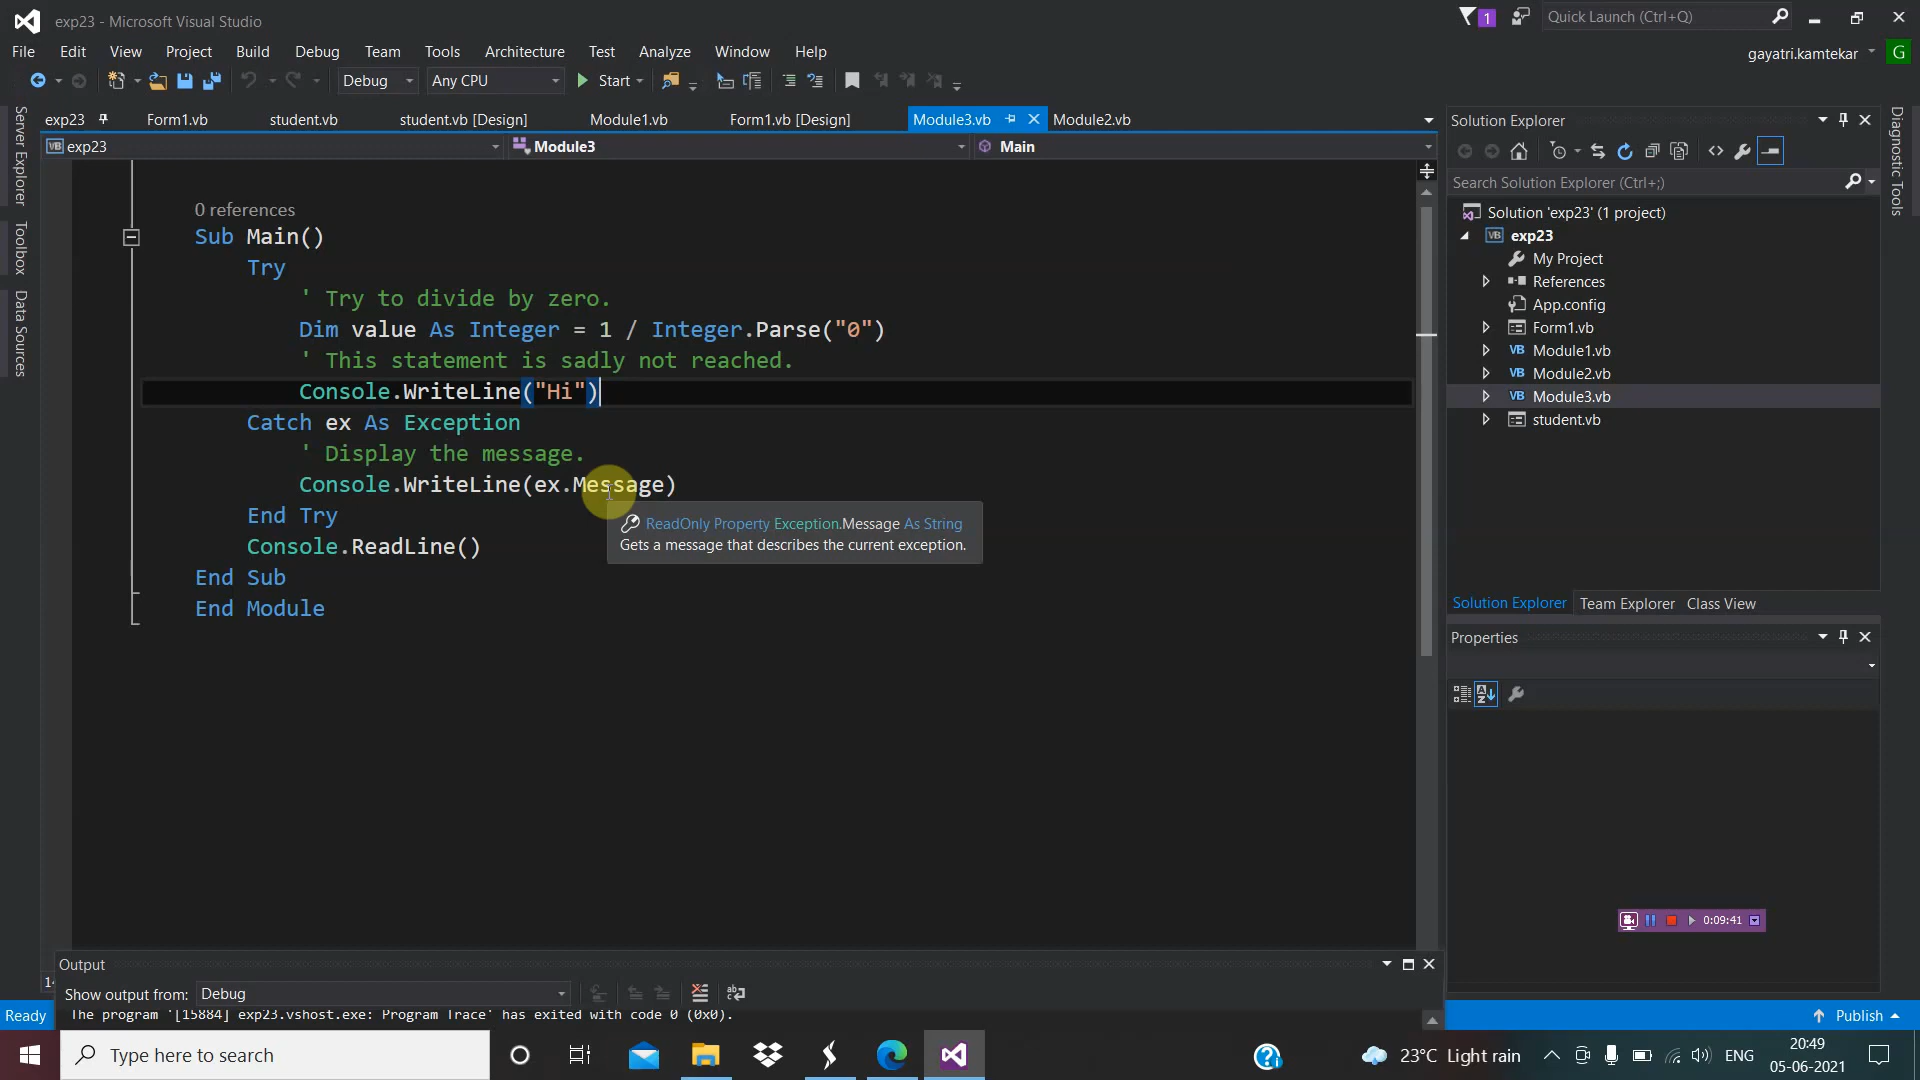 exp23 - Microsoft Visual Studio
1
Quick Launch (Ctrl+Q)
File Edit View Project Build Debug Team Tools Architecture Test Analyze Window Help
gayatri.kamtekar G
Debug Any CPU Start
exp23 Form1.vb student.vb student.vb [Design] Module1.vb Form1.vb [Design] Module3.vb Module2.vb
VB exp23 Module3 Main
Server Explorer
Toolbox
Data Sources
0 references
Sub Main()
Try
' Try to divide by zero.
Dim value As Integer = 1 / Integer.Parse("0")
' This statement is sadly not reached.
Console.WriteLine("Hi")
Catch ex As Exception
' Display the message.
Console.WriteLine(ex.Message)
End Try
ReadOnly Property Exception.Message As String
Gets a message that describes the current exception.
Console.ReadLine()
End Sub
End Module
Solution Explorer
Search Solution Explorer (Ctrl+;)
Solution 'exp23' (1 project)
VB exp23
My Project
References
App.config
Form1.vb
VB Module1.vb
VB Module2.vb
VB Module3.vb
student.vb
Solution Explorer Team Explorer Class View
Properties
Diagnostic Tools
0:09:41
Output
Show output from: Debug
The program '[15884] exp23.vshost.exe: Program Trace' has exited with code 0 (0x0).
Ready
Publish
Type here to search
23°C Light rain
ENG
20:49
05-06-2021